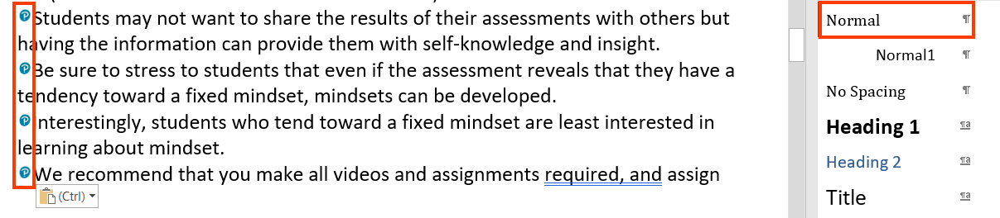 Students may not want to share the results of their assessments with others but
having the information can provide them with self-knowledge and insight.
Be sure to stress to students that even if the assessment reveals that they have a
tendency toward a fixed mindset, mindsets can be developed.
Interestingly, students who tend toward a fixed mindset are least interested in
learning about mindset.
We recommend that you make all videos and assignments required, and assign
(Ctrl)
Normal ¶
Normal1 ¶
No Spacing ¶
Heading 1 ¶a
Heading 2 ¶a
Title ¶a